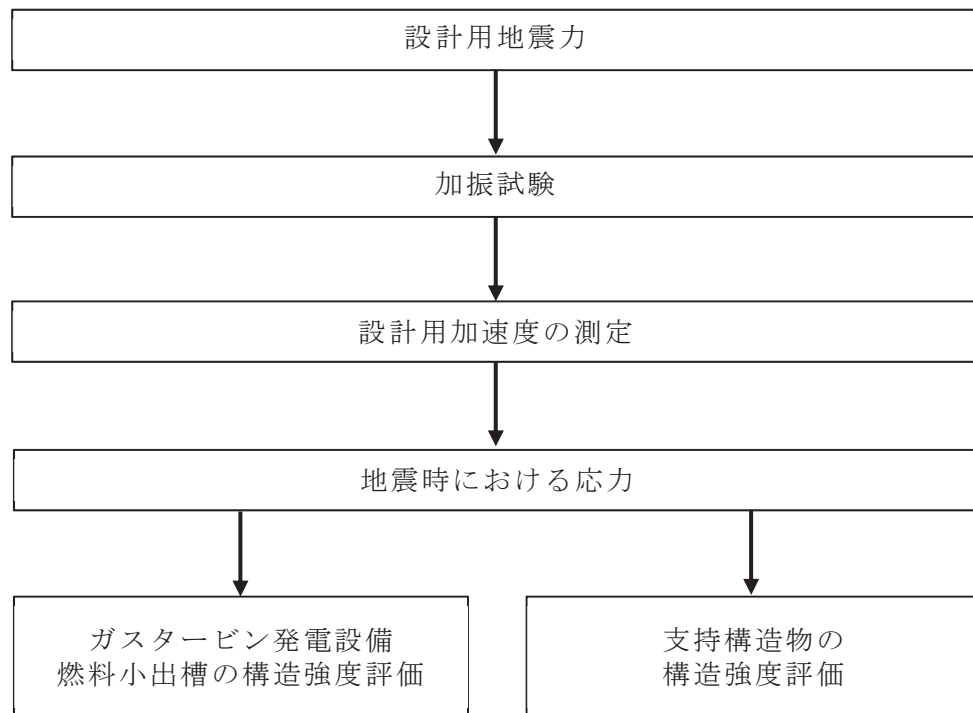 設計用地震力
加振試験
設計用加速度の測定
地震時における応力
ガスタービン発電設備
燃料小出槽の構造強度評価
支持構造物の
構造強度評価